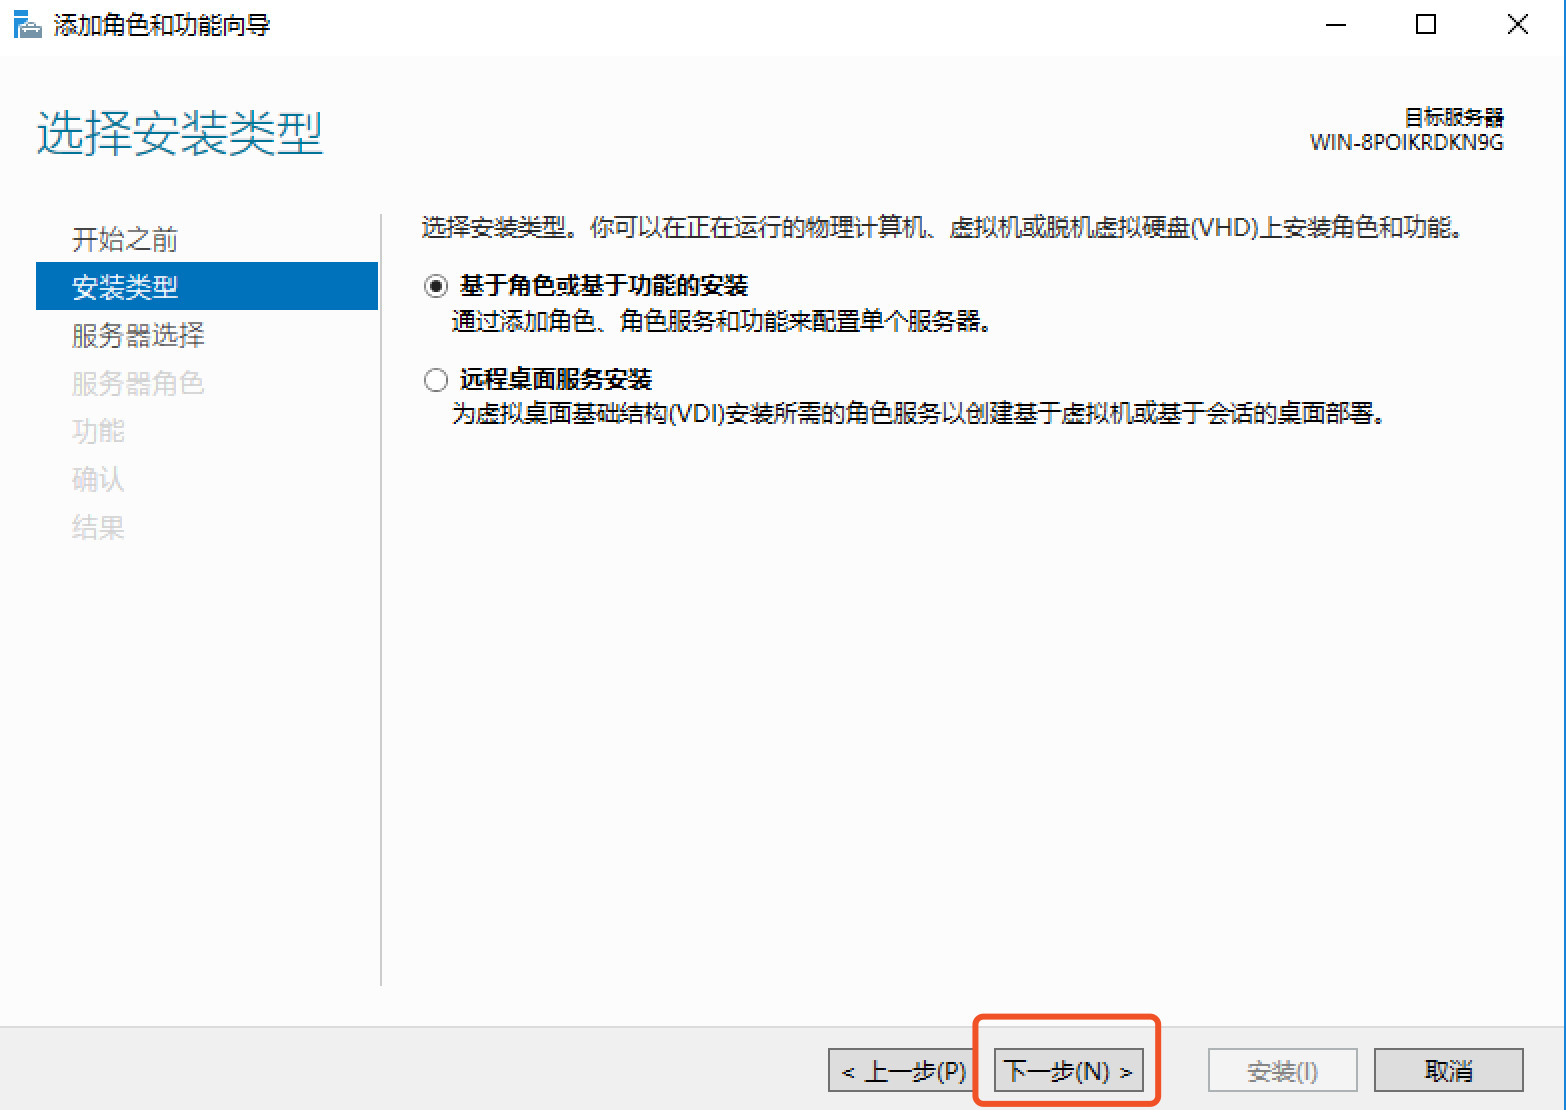 添加角色和功能向导
选择安装类型
目标服务器
WIN-8POIKRDKN9G
开始之前
安装类型
服务器选择
服务器角色
功能
确认
结果
选择安装类型。你可以在正在运行的物理计算机、虚拟机或脱机虚拟硬盘(VHD)上安装角色和功能。
基于角色或基于功能的安装
通过添加角色、角色服务和功能来配置单个服务器。
远程桌面服务安装
为虚拟桌面基础结构(VDI)安装所需的角色服务以创建基于虚拟机或基于会话的桌面部署。
< 上一步(P)
下一步(N) >
安装(I)
取消